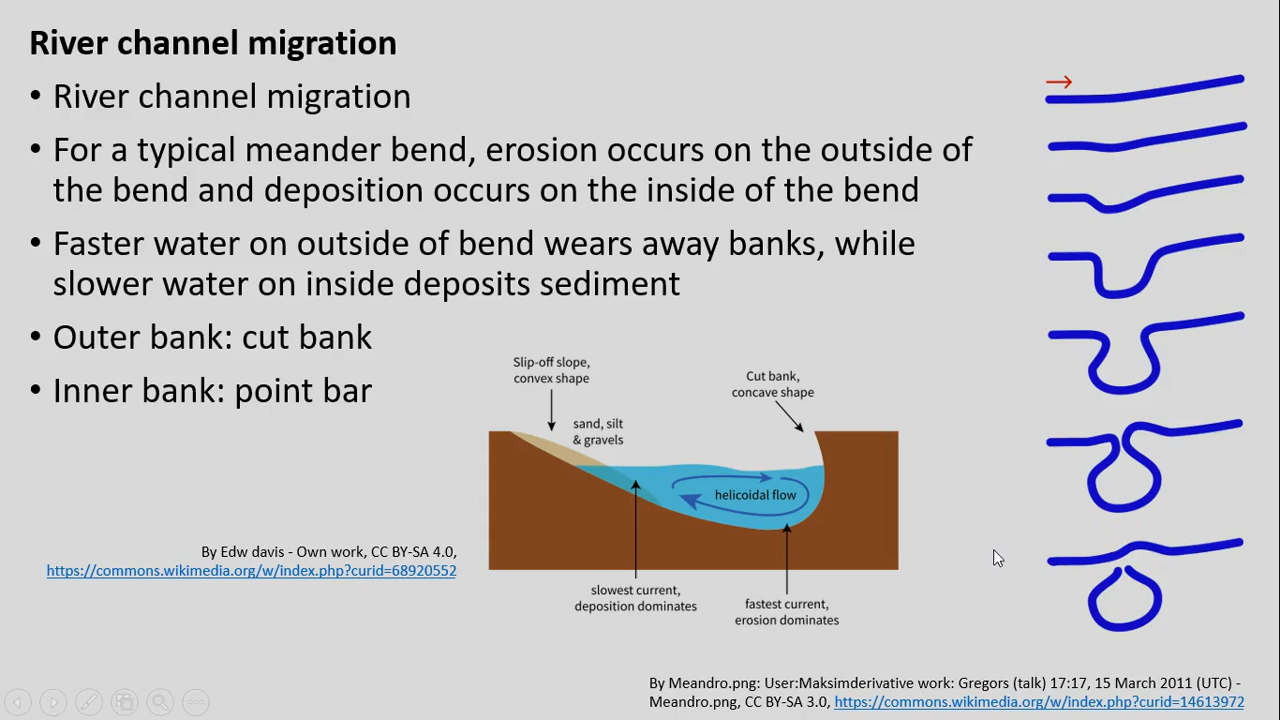 River channel migration
• River channel migration
• For a typical meander bend, erosion occurs on the outside of
the bend and deposition occurs on the inside of the bend
• Faster water on outside of bend wears away banks, while
slower water on inside deposits sediment
• Outer bank: cut bank
• Inner bank: point bar
Slip-off slope,
convex shape
Cut bank,
concave shape
sand, silt
& gravels
helicoidal flow
slowest current,
deposition dominates
fastest current,
erosion dominates
By Edw davis - Own work, CC BY-SA 4.0,
https://commons.wikimedia.org/w/index.php?curid=68920552
By Meandro.png: User:Maksimderivative work: Gregors (talk) 17:17, 15 March 2011 (UTC) -
Meandro.png, CC BY-SA 3.0, https://commons.wikimedia.org/w/index.php?curid=14613972